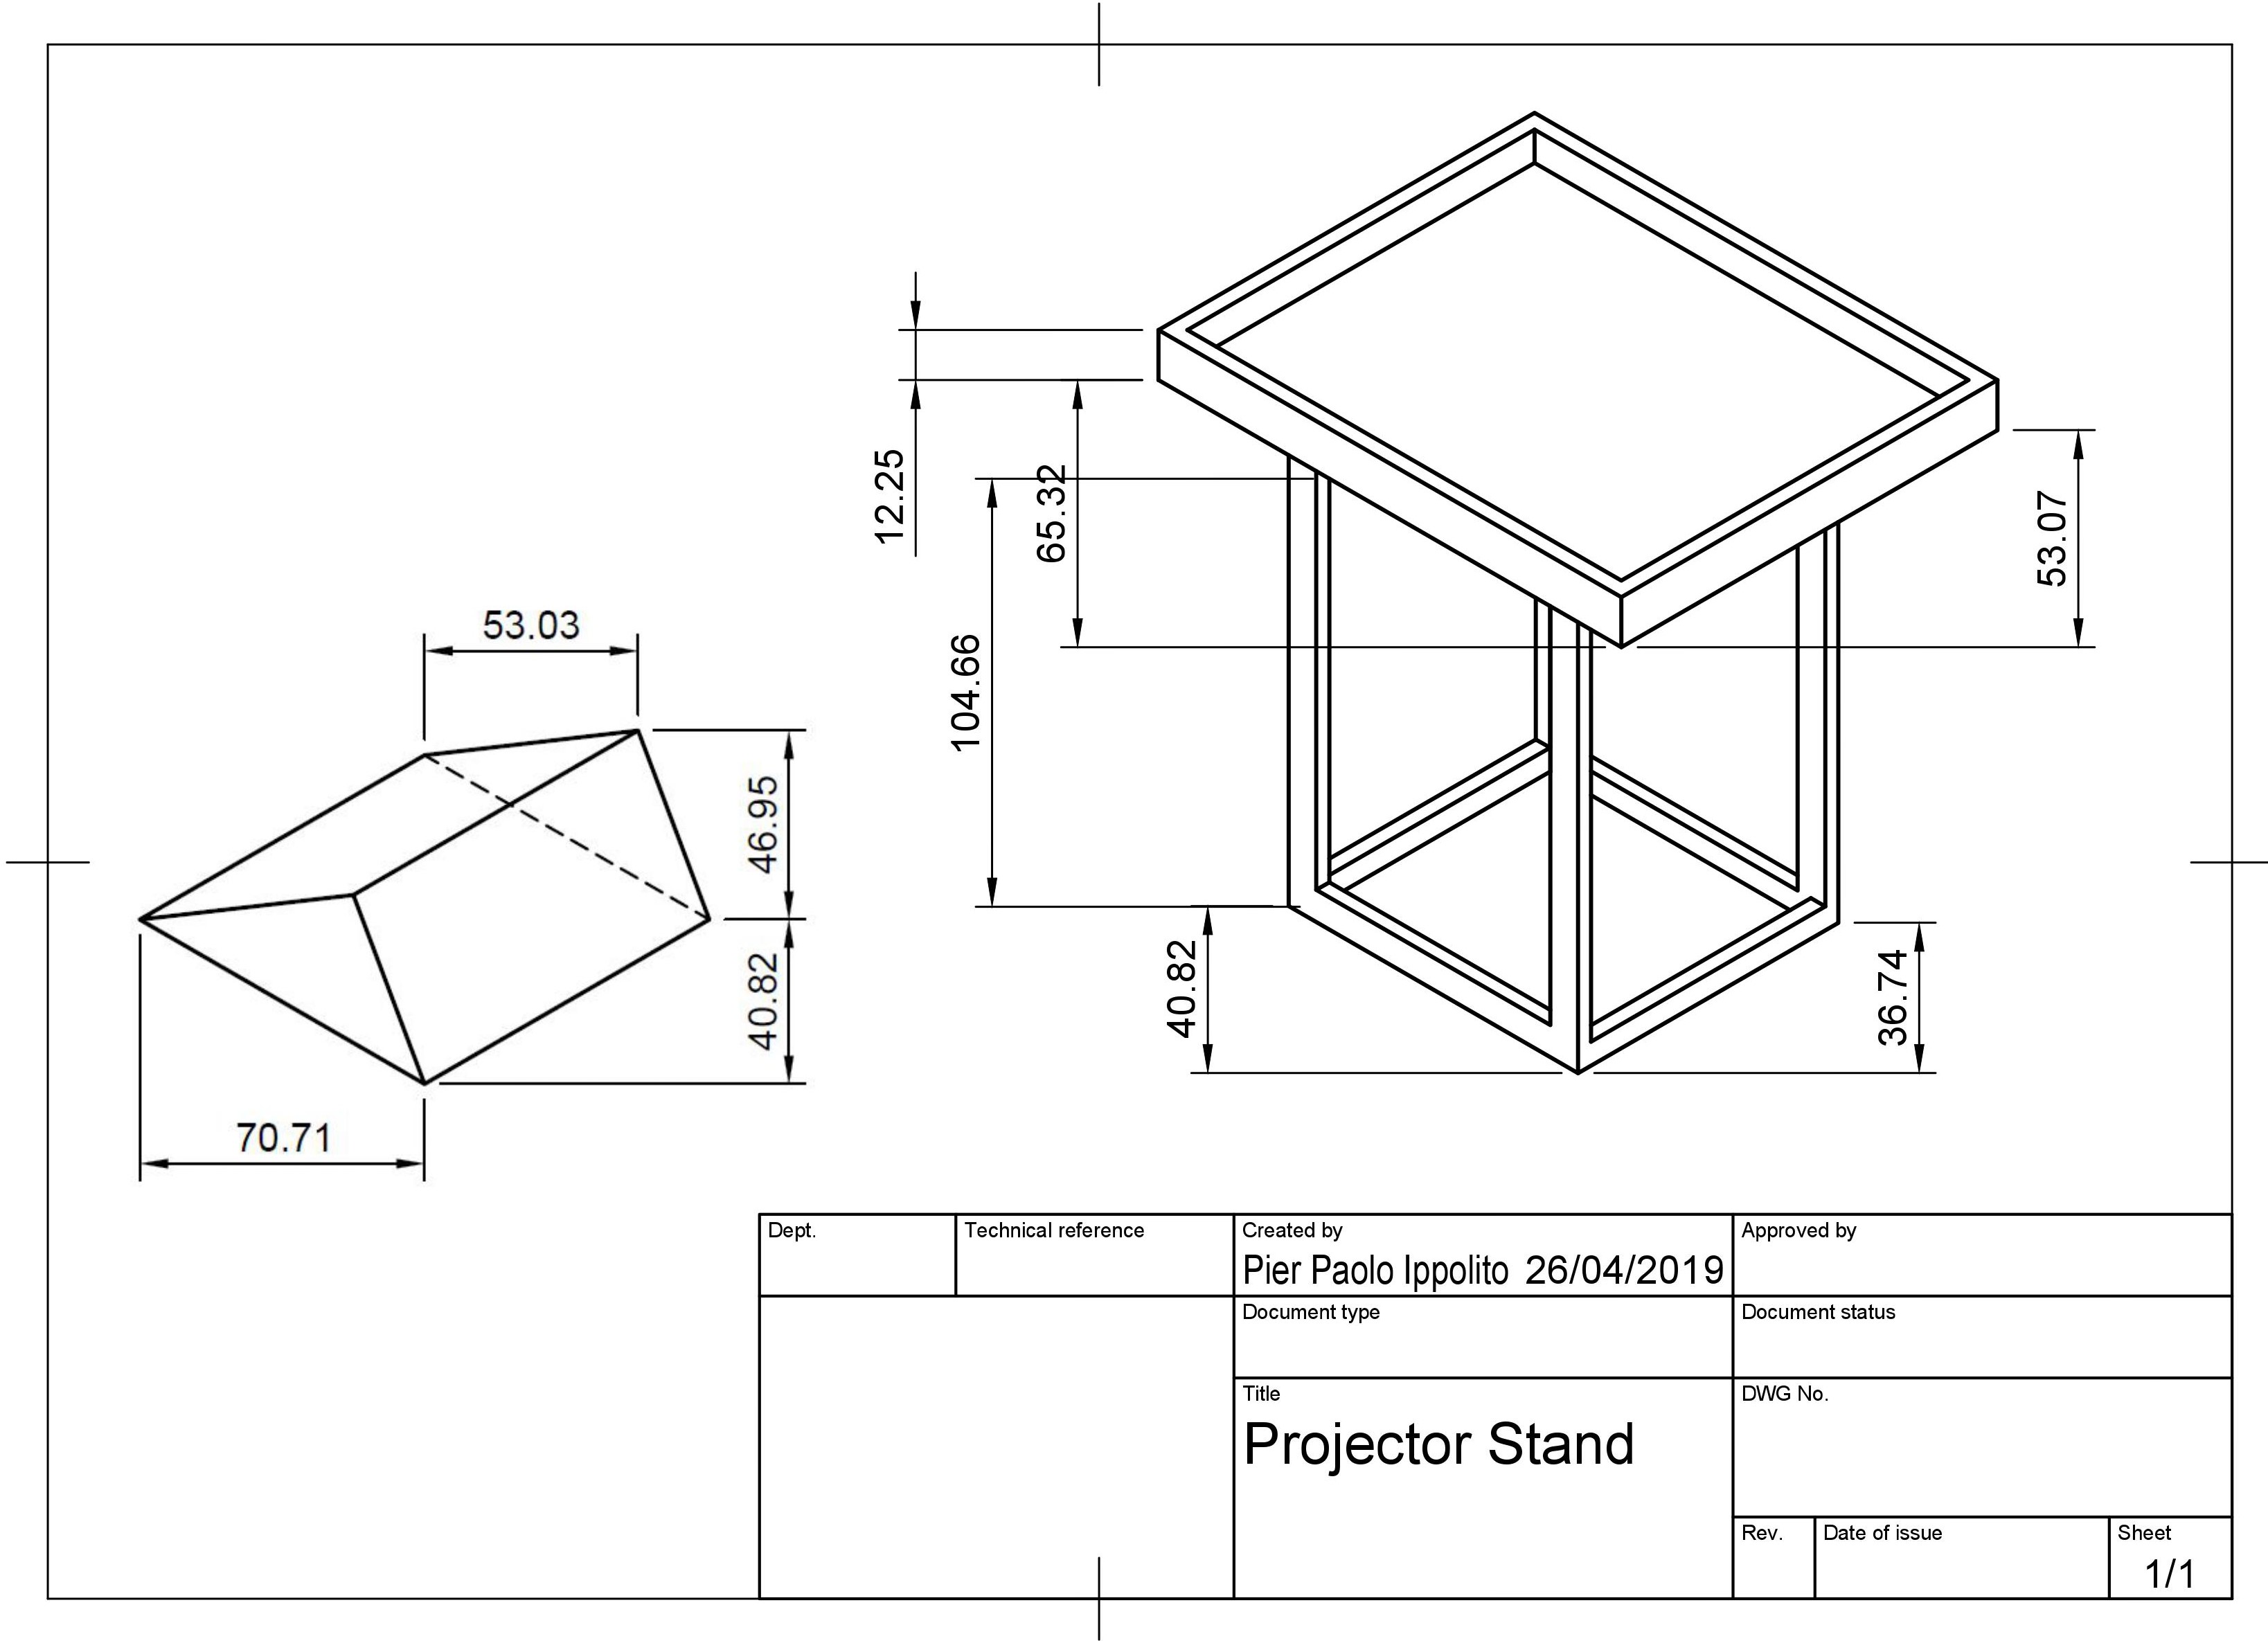 12.25
65.32
53.07
104.66
53.03
46.95
40.82
40.82
36.74
70.71
Dept.
Technical reference
Created by
Approved by
Pier Paolo Ippolito 26/04/2019
Document type
Document status
Title
DWG No.
Projector Stand
Rev.
Date of issue
Sheet
1/1